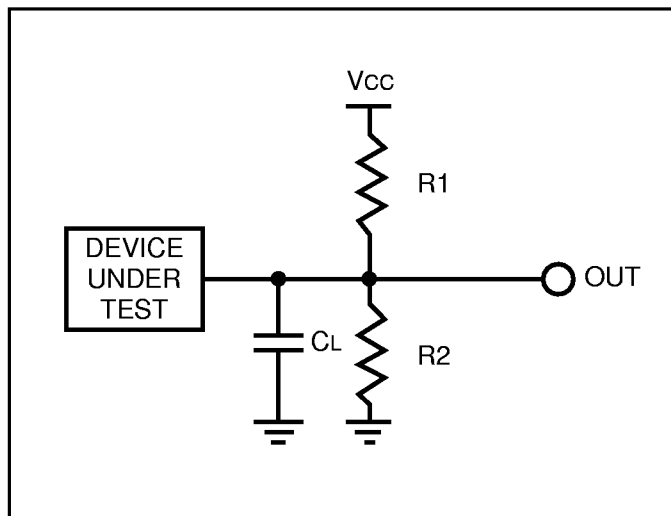 Vcc
R1
DEVICE
UNDER
TEST
OUT
CL
R2